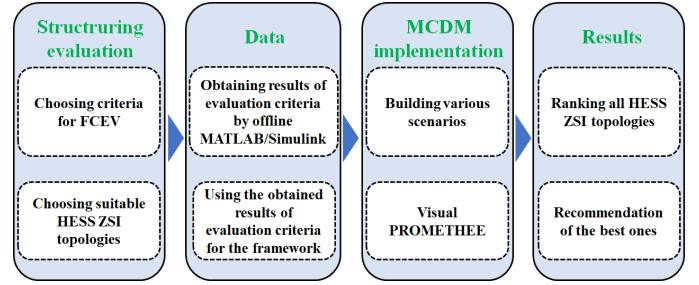 Structruring
evaluation
Choosing criteria
for FCEV
Choosing suitable
HESS ZSI
topologies
Data
Obtaining results of
evaluation criteria
by offline
MATLAB/Simulink
Using the obtained
results of
evaluation criteria
for the framework
MCDM
implementation
Building various
scenarios
Visual
PROMETHEE
Results
Ranking all HESS
ZSI topologies
Recommendation
of the best ones